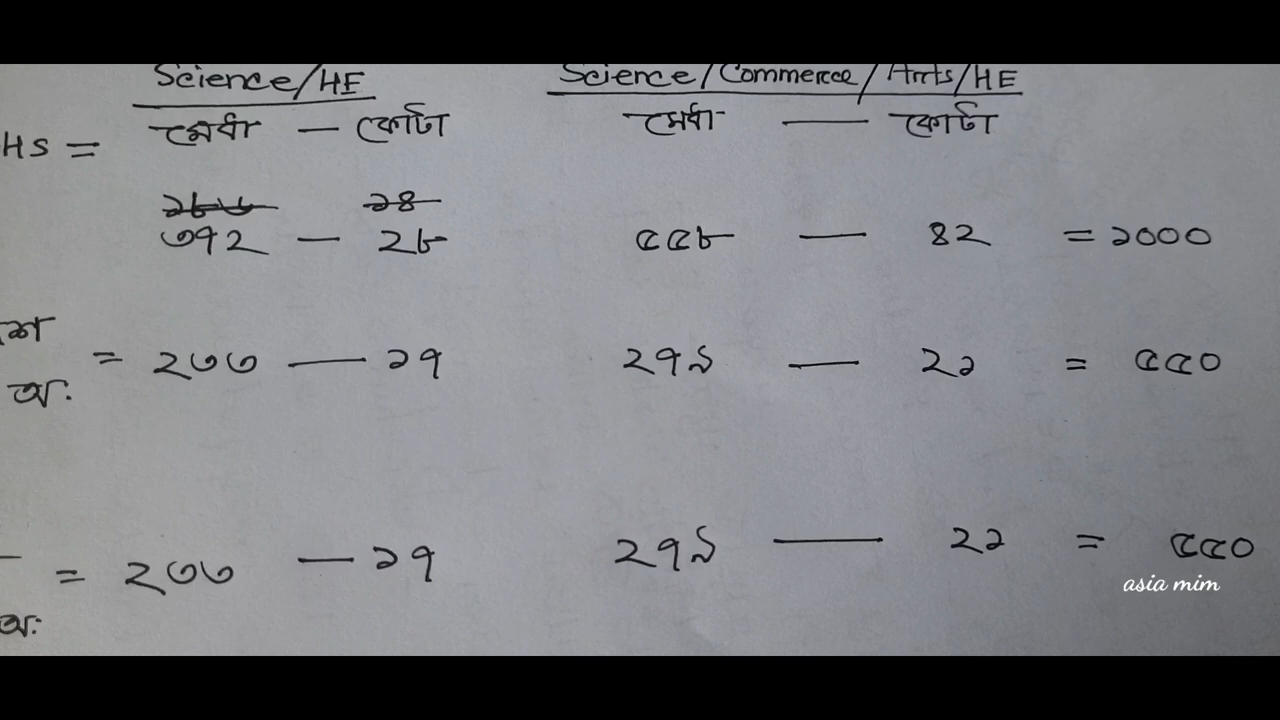 Science/HE Science/Commerce/Arts/HE
HS = মেধা — কোটা মেধা — কোটা
২৮৬ ১৪
৩৭২ — ২৮ ৫৫৮ — ৪২ = ১০০০
= ২৩৩ — ১৭ ২৭৯ — ২১ = ৫৫০
অ:
= ২৩৩ — ১৭ ২৭৯ — ২১ = ৫৫০
asia mim
অ: